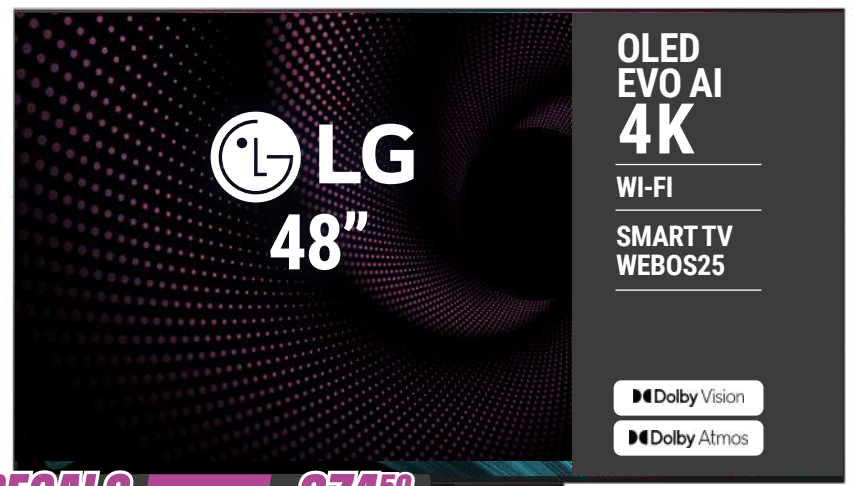 LG
48”
OLED
EVO AI
4K
WI-FI
SMART TV
WEBOS25
Dolby Vision
Dolby Atmos